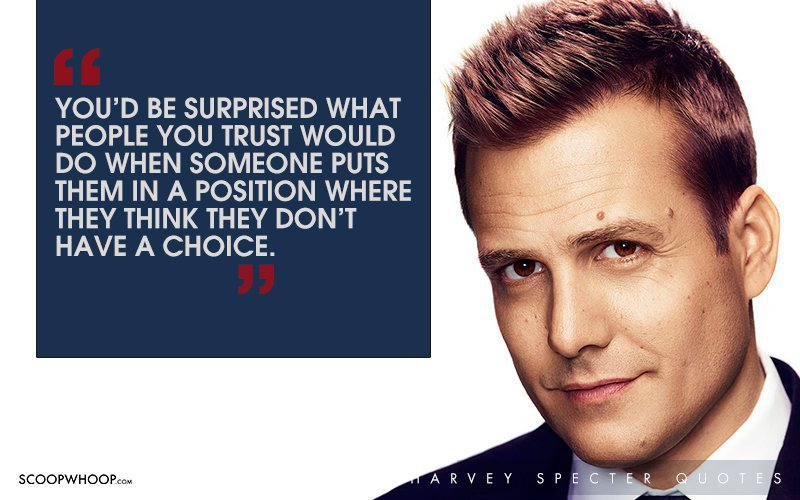 “
YOU’D BE SURPRISED WHAT
PEOPLE YOU TRUST WOULD
DO WHEN SOMEONE PUTS
THEM IN A POSITION WHERE
THEY THINK THEY DON’T
HAVE A CHOICE.
”
HARVEY SPECTER QUOTES
SCOOPWHOOP.COM